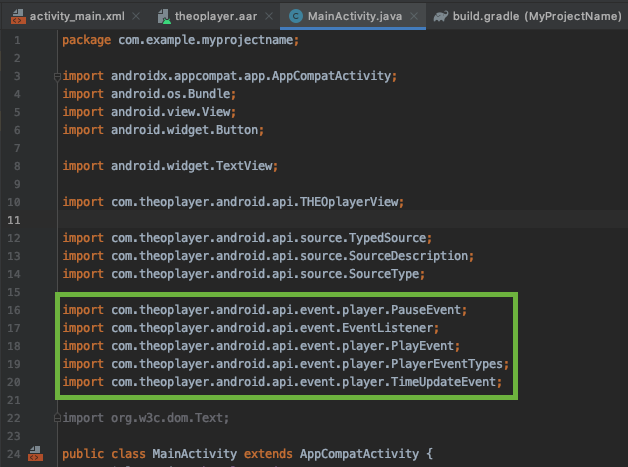 activity_main.xml theoplayer.aar MainActivity.java build.gradle (MyProjectName)
1 package com.example.myprojectname;
2
3 import androidx.appcompat.app.AppCompatActivity;
4 import android.os.Bundle;
5 import android.view.View;
6 import android.widget.Button;
7
8 import android.widget.TextView;
9
10 import com.theoplayer.android.api.THEOplayerView;
11
12 import com.theoplayer.android.api.source.TypedSource;
13 import com.theoplayer.android.api.source.SourceDescription;
14 import com.theoplayer.android.api.source.SourceType;
15
16 import com.theoplayer.android.api.event.player.PauseEvent;
17 import com.theoplayer.android.api.event.EventListener;
18 import com.theoplayer.android.api.event.player.PlayEvent;
19 import com.theoplayer.android.api.event.player.PlayerEventTypes;
20 import com.theoplayer.android.api.event.player.TimeUpdateEvent;
21
22 import org.w3c.dom.Text;
23
24 public class MainActivity extends AppCompatActivity {